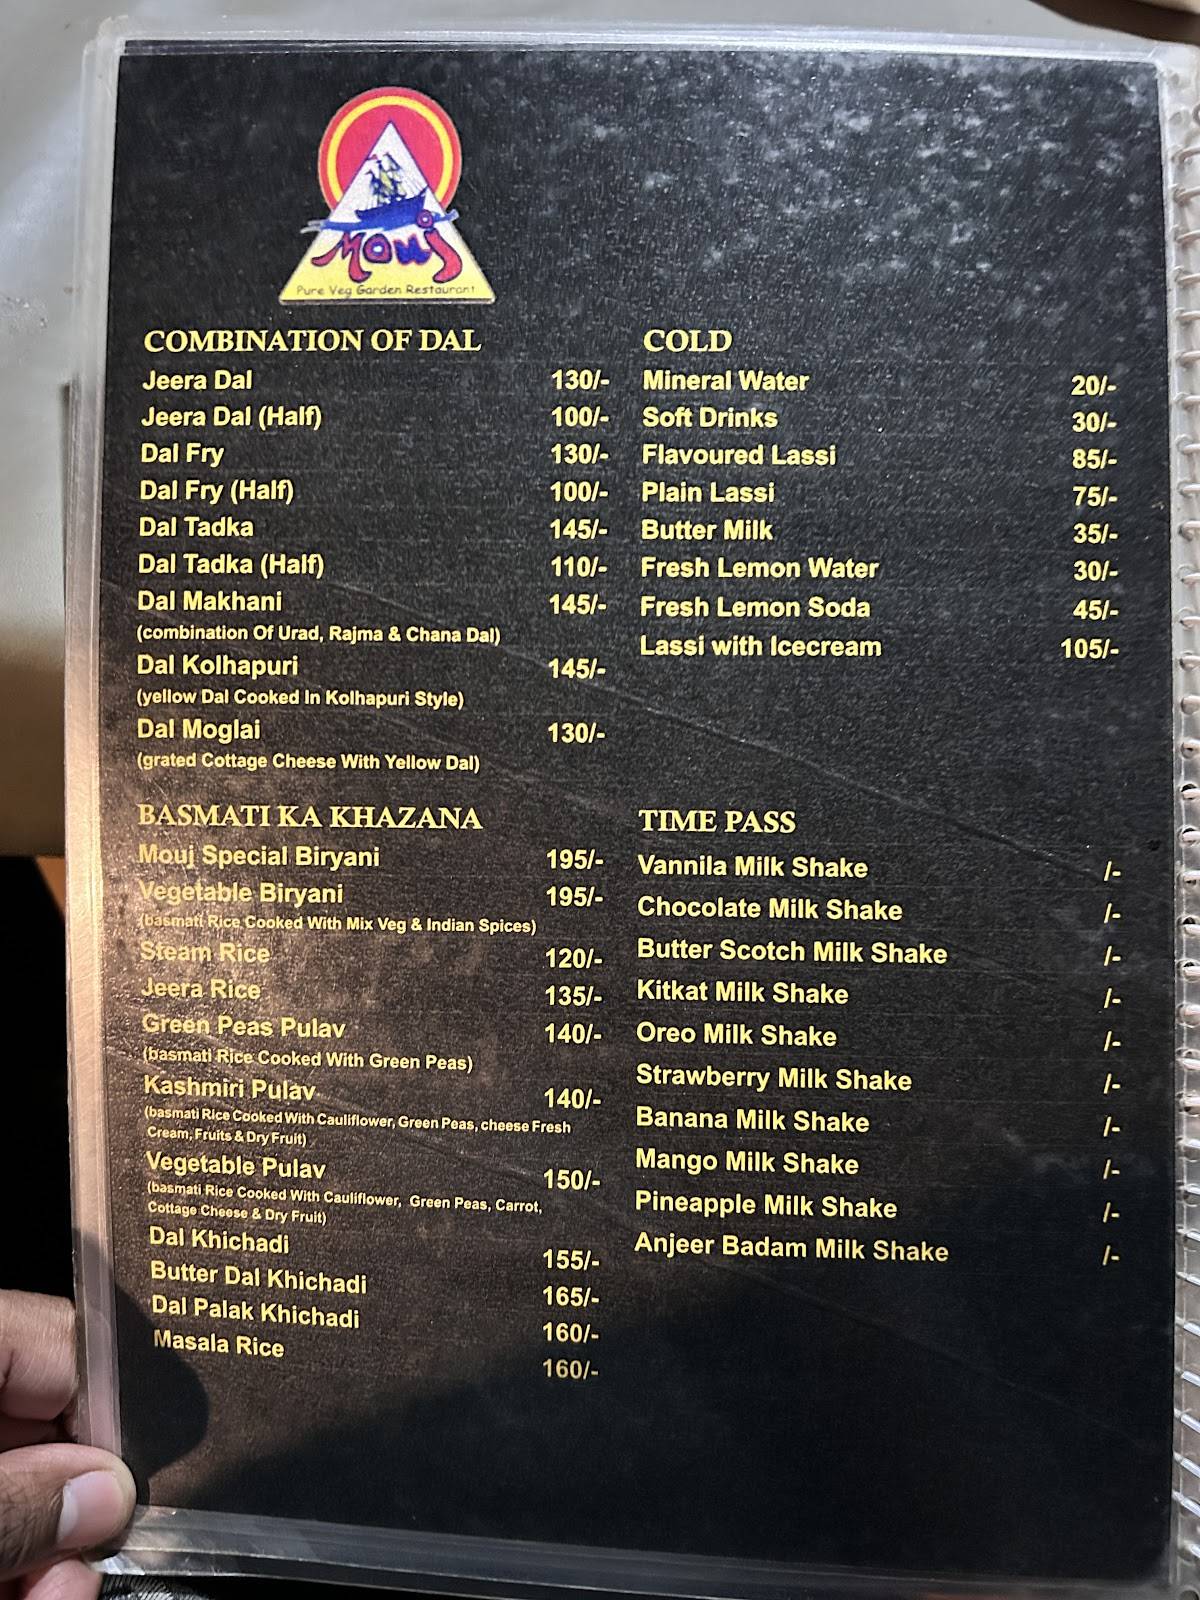 Mouj
Pure Veg Garden Restaurant
COMBINATION OF DAL
Jeera Dal 130/-
Jeera Dal (Half) 100/-
Dal Fry 130/-
Dal Fry (Half) 100/-
Dal Tadka 145/-
Dal Tadka (Half) 110/-
Dal Makhani 145/-
(combination Of Urad, Rajma & Chana Dal)
Dal Kolhapuri 145/-
(yellow Dal Cooked In Kolhapuri Style)
Dal Moglai 130/-
(grated Cottage Cheese With Yellow Dal)
COLD
Mineral Water 20/-
Soft Drinks 30/-
Flavoured Lassi 85/-
Plain Lassi 75/-
Butter Milk 35/-
Fresh Lemon Water 30/-
Fresh Lemon Soda 45/-
Lassi with Icecream 105/-
BASMATI KA KHAZANA
Mouj Special Biryani 195/-
Vegetable Biryani 195/-
(basmati Rice Cooked With Mix Veg & Indian Spices)
Steam Rice 120/-
Jeera Rice 135/-
Green Peas Pulav 140/-
(basmati Rice Cooked With Green Peas)
Kashmiri Pulav 140/-
(basmati Rice Cooked With Cauliflower, Green Peas, cheese Fresh
Cream, Fruits & Dry Fruit)
Vegetable Pulav 150/-
(basmati Rice Cooked With Cauliflower, Green Peas, Carrot,
Cottage Cheese & Dry Fruit)
Dal Khichadi 155/-
Butter Dal Khichadi 165/-
Dal Palak Khichadi 160/-
Masala Rice 160/-
TIME PASS
Vannila Milk Shake /-
Chocolate Milk Shake /-
Butter Scotch Milk Shake /-
Kitkat Milk Shake /-
Oreo Milk Shake /-
Strawberry Milk Shake /-
Banana Milk Shake /-
Mango Milk Shake /-
Pineapple Milk Shake /-
Anjeer Badam Milk Shake /-